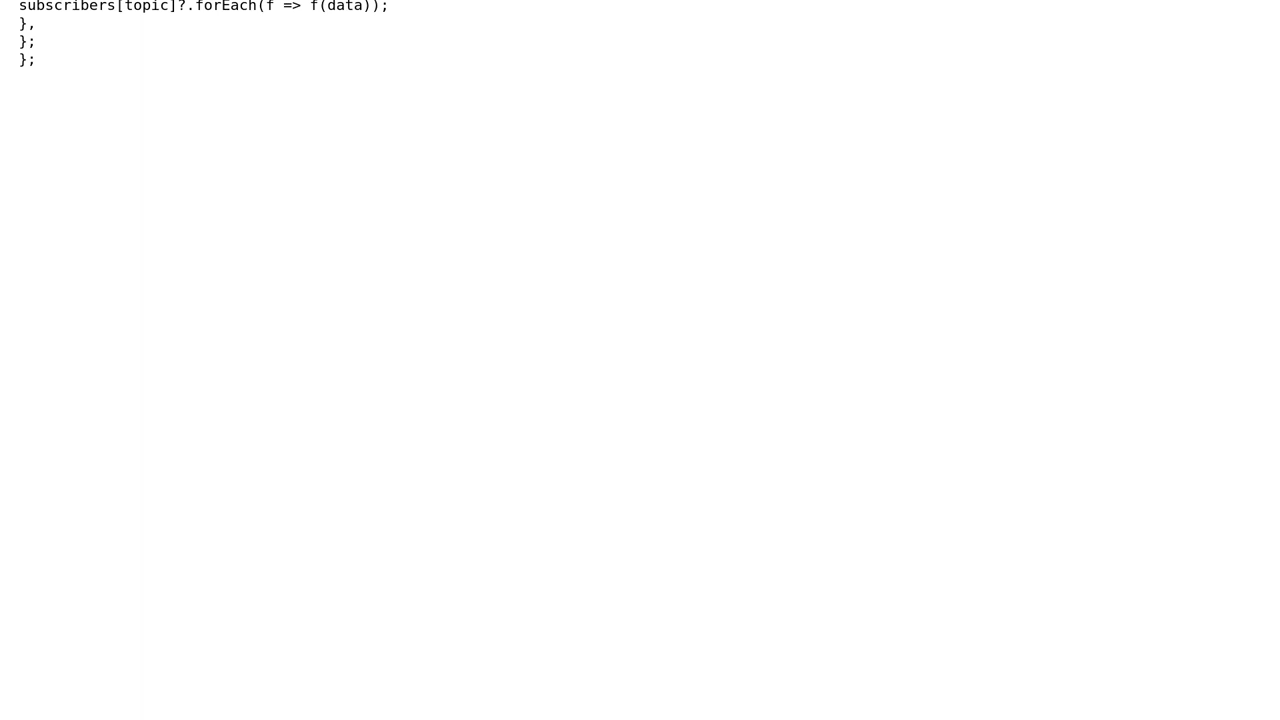 subscribers[topic]?.forEach(f => f(data));
},
};
};